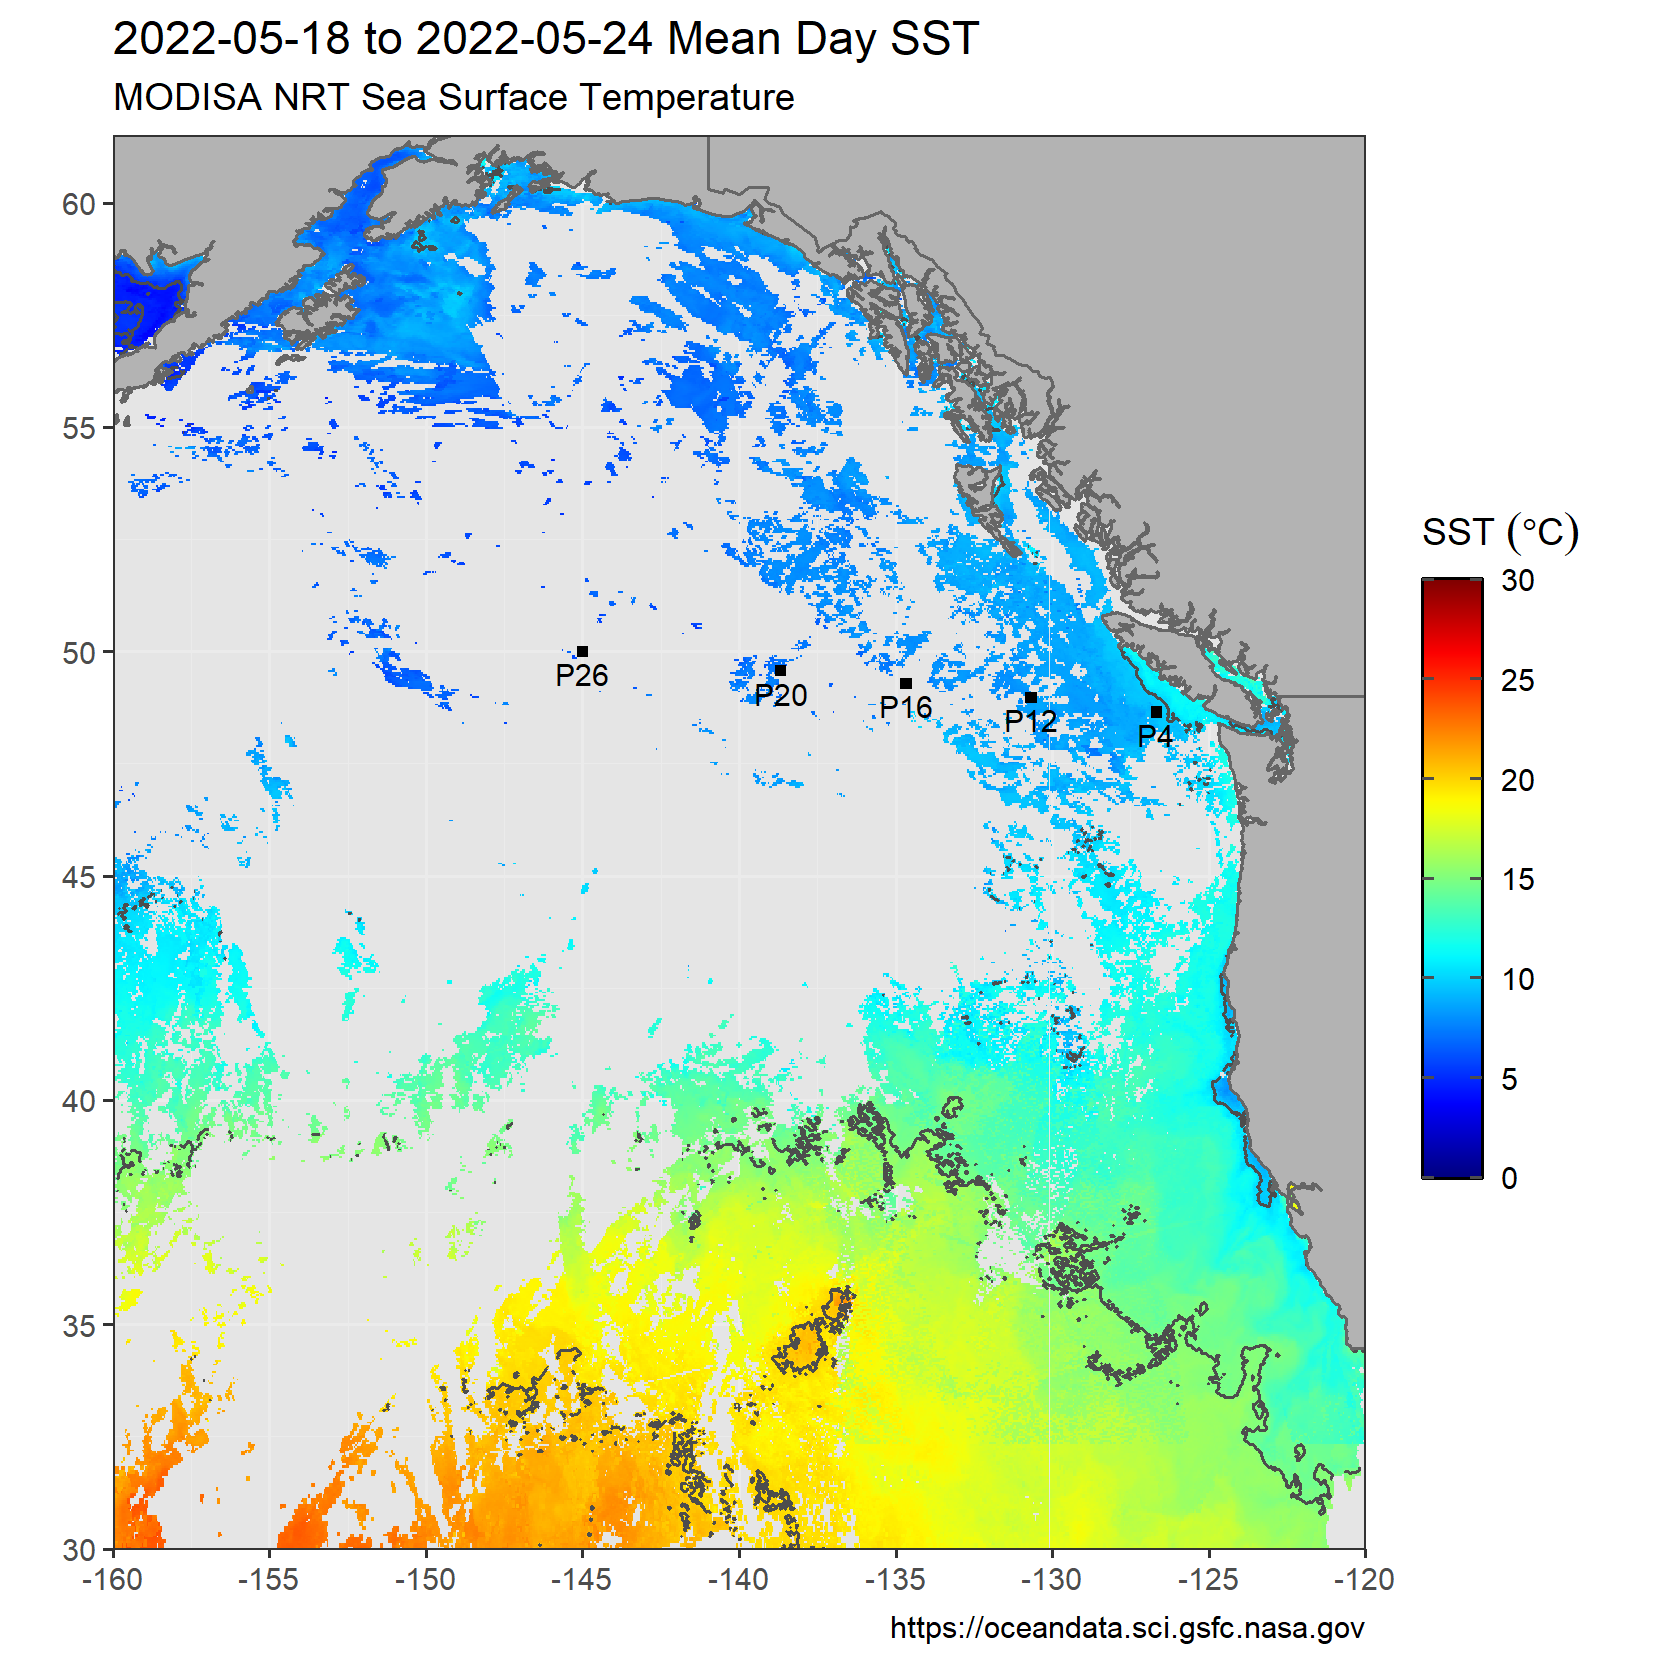 2022-05-18 to 2022-05-24 Mean Day SST
MODISA NRT Sea Surface Temperature
60
55
50
45
40
35
30
P26
P20
P16
P12
P4
-160 -155 -150 -145 -140 -135 -130 -125 -120
SST (°C)
30
25
20
15
10
5
0
https://oceandata.sci.gsfc.nasa.gov